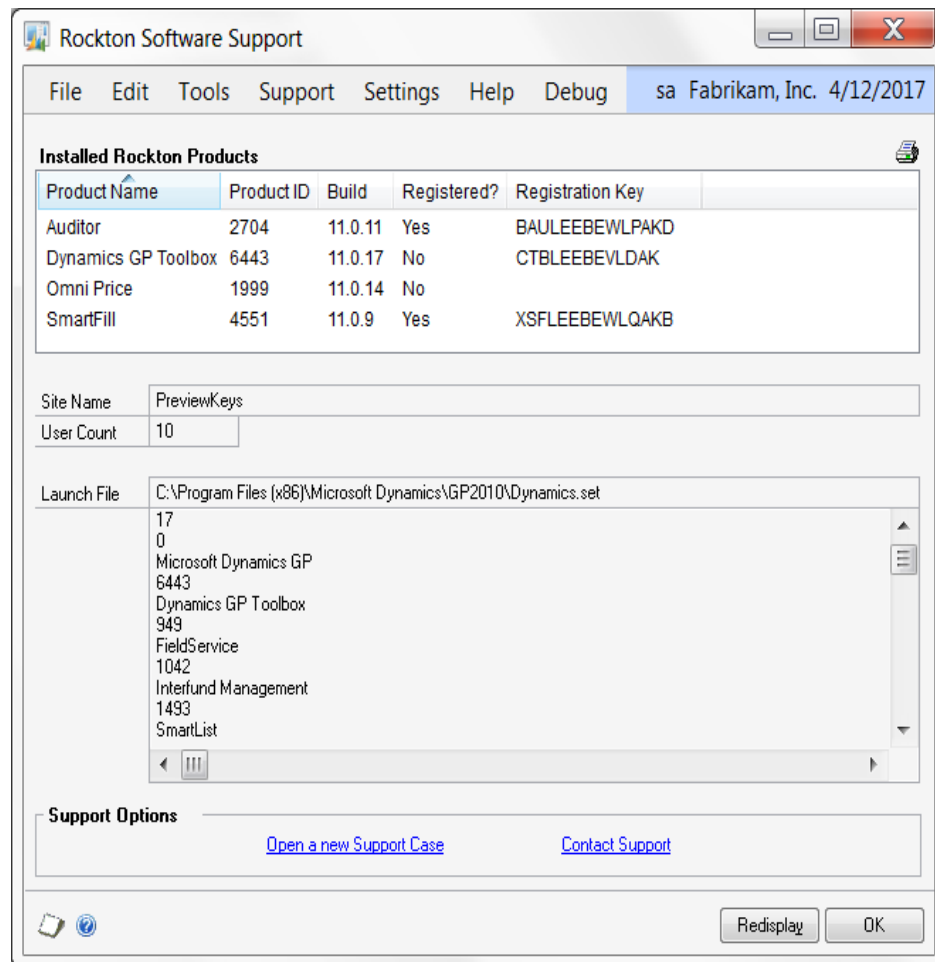 Rockton Software Support
File Edit Tools Support Settings Help Debug sa Fabrikam, Inc. 4/12/2017
Installed Rockton Products
Product Name Product ID Build Registered? Registration Key
Auditor 2704 11.0.11 Yes BAULEEBEWLPAKD
Dynamics GP Toolbox 6443 11.0.17 No CTBLEEBEVLDAK
Omni Price 1999 11.0.14 No
SmartFill 4551 11.0.9 Yes XSFLEEBEWLQAKB
Site Name PreviewKeys
User Count 10
Launch File C:\Program Files (x86)\Microsoft Dynamics\GP2010\Dynamics.set
17
0
Microsoft Dynamics GP
6443
Dynamics GP Toolbox
949
FieldService
1042
Interfund Management
1493
SmartList
Support Options
Open a new Support Case Contact Support
Redisplay OK